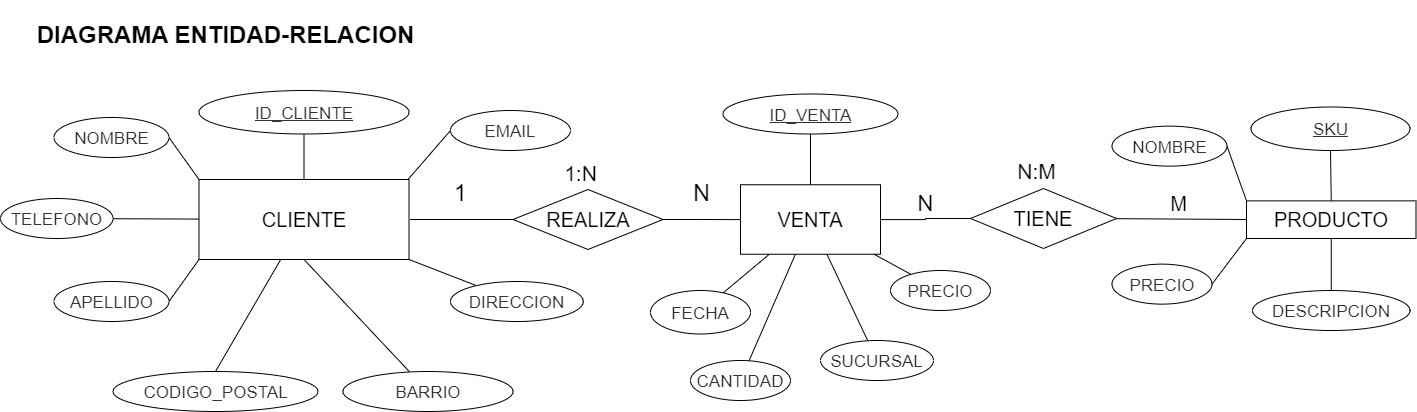 DIAGRAMA ENTIDAD-RELACION
ID_CLIENTE
NOMBRE
EMAIL
TELEFONO
CLIENTE
APELLIDO
DIRECCION
CODIGO_POSTAL
BARRIO
1
1:N
REALIZA
N
ID_VENTA
VENTA
FECHA
CANTIDAD
SUCURSAL
PRECIO
N
N:M
TIENE
M
NOMBRE
SKU
PRODUCTO
PRECIO
DESCRIPCION